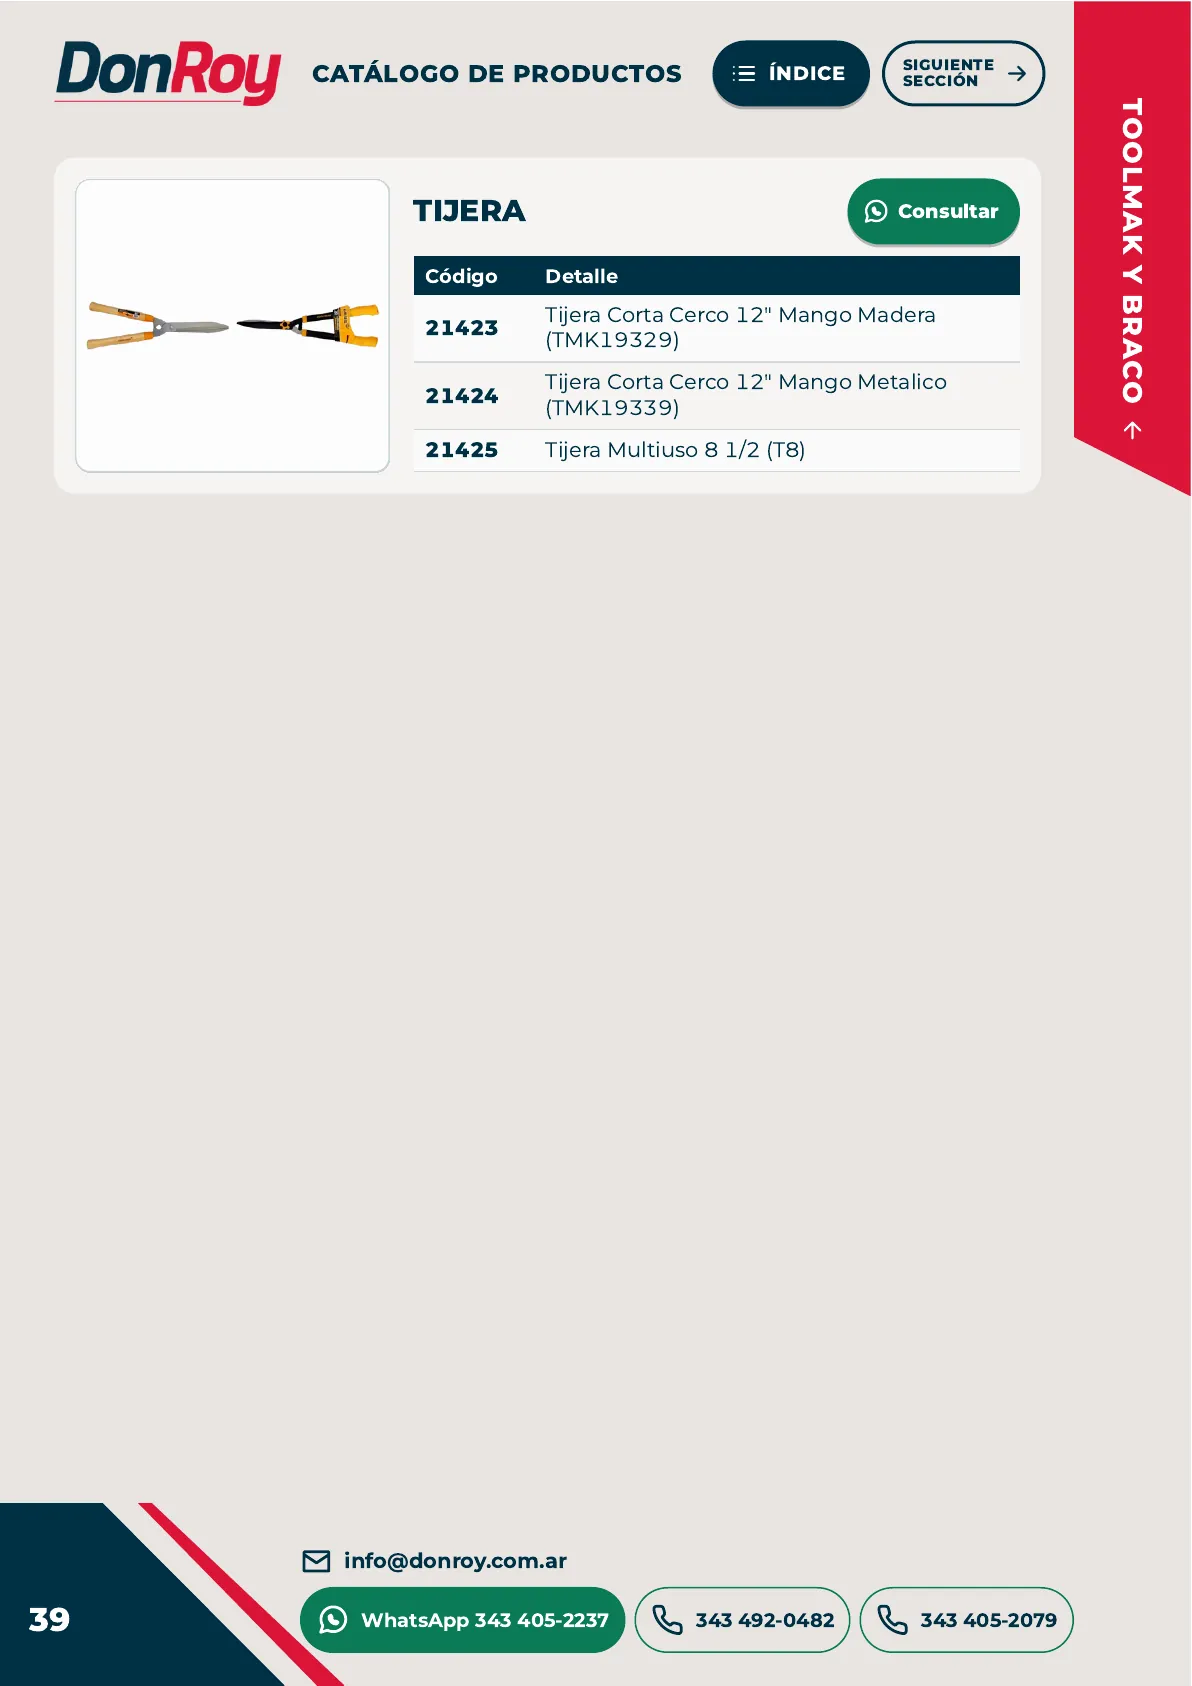 DonRoy
CATÁLOGO DE PRODUCTOS
ÍNDICE
SIGUIENTE
SECCIÓN
TOOLMAK Y BRACO
TIJERA
Consultar
Código Detalle
21423 Tijera Corta Cerco 12" Mango Madera
(TMK19329)
21424 Tijera Corta Cerco 12" Mango Metalico
(TMK19339)
21425 Tijera Multiuso 8 1/2 (T8)
info@donroy.com.ar
39
WhatsApp 343 405-2237
343 492-0482
343 405-2079